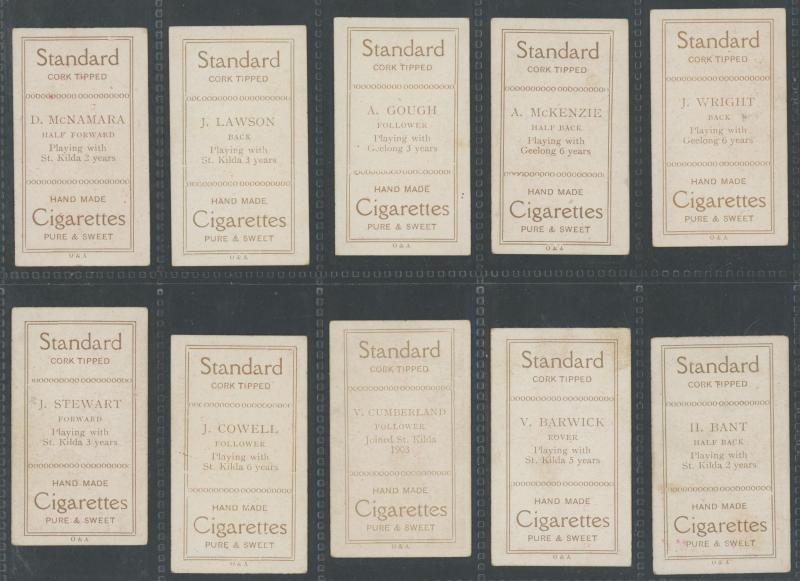 Standard
CORK TIPPED
D. McNAMARA
HALF FORWARD
Playing with
St. Kilda 2 years
HAND MADE
Cigarettes
PURE & SWEET
O & A
Standard
CORK TIPPED
J. LAWSON
BACK
Playing with
St. Kilda 3 years
HAND MADE
Cigarettes
PURE & SWEET
O & A
Standard
CORK TIPPED
A. GOUGH
FOLLOWER
Playing with
Geelong 3 years
HAND MADE
Cigarettes
PURE & SWEET
O & A
Standard
CORK TIPPED
A. McKENZIE
HALF BACK
Playing with
Geelong 6 years
HAND MADE
Cigarettes
PURE & SWEET
O & A
Standard
CORK TIPPED
J. WRIGHT
BACK
Playing with
Geelong 6 years
HAND MADE
Cigarettes
PURE & SWEET
O & A
Standard
CORK TIPPED
J. STEWART
FORWARD
Playing with
St. Kilda 3 years
HAND MADE
Cigarettes
PURE & SWEET
O & A
Standard
CORK TIPPED
J. COWELL
FOLLOWER
Playing with
St. Kilda 6 years
HAND MADE
Cigarettes
PURE & SWEET
O & A
Standard
CORK TIPPED
V. CUMBERLAND
FOLLOWER
Joined St. Kilda
1903
HAND MADE
Cigarettes
PURE & SWEET
O & A
Standard
CORK TIPPED
V. BARWICK
ROVER
Playing with
St. Kilda 5 years
HAND MADE
Cigarettes
PURE & SWEET
O & A
Standard
CORK TIPPED
H. BANT
HALF BACK
Playing with
St. Kilda 2 years
HAND MADE
Cigarettes
PURE & SWEET
O & A